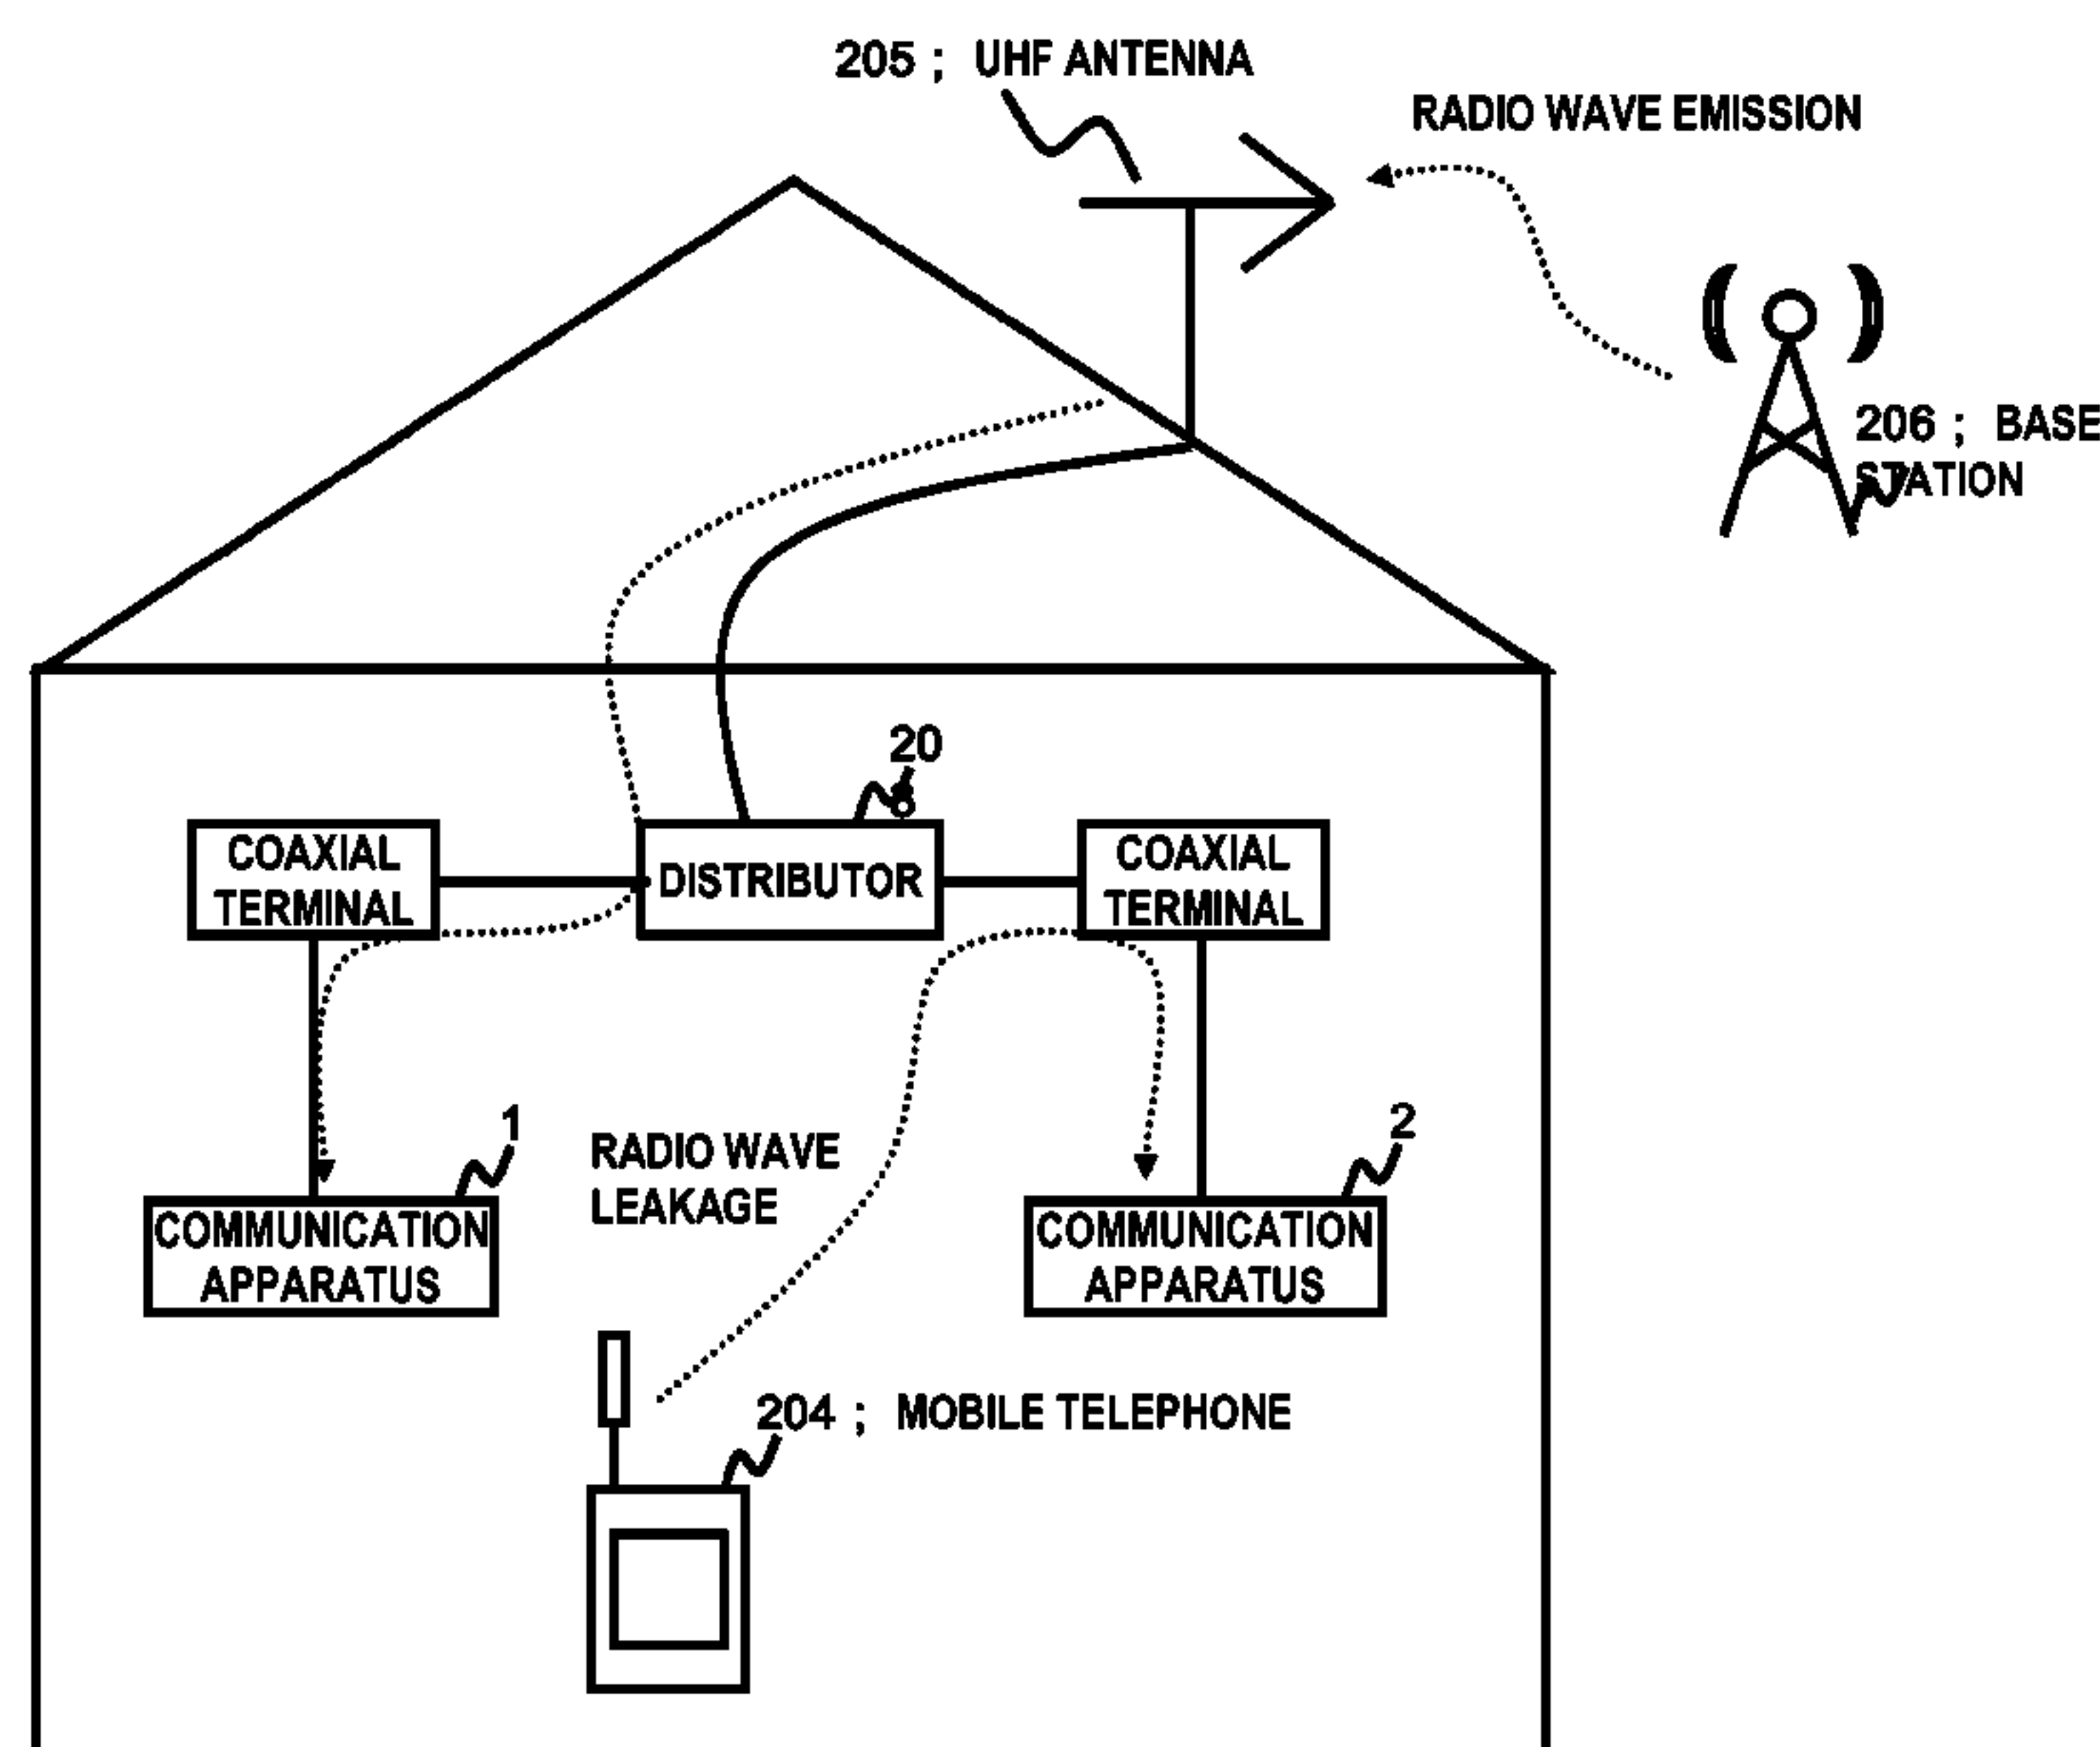 205 ; UHF ANTENNA
RADIO WAVE EMISSION
206 ; BASE
STATION
20
COAXIAL
TERMINAL
DISTRIBUTOR
COAXIAL
TERMINAL
1
2
RADIO WAVE
LEAKAGE
COMMUNICATION
APPARATUS
COMMUNICATION
APPARATUS
204 ; MOBILE TELEPHONE